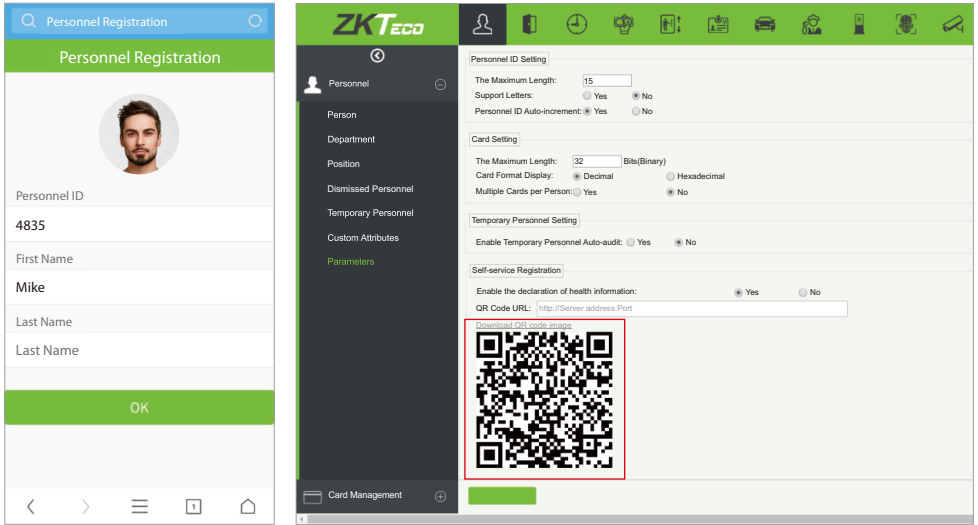 Personnel Registration
Personnel Registration
Personnel ID
4835
First Name
Mike
Last Name
Last Name
OK
1
ZKTECO
Personnel
Person
Department
Position
Dismissed Personnel
Temporary Personnel
Custom Attributes
Parameters
Card Management
Personnel ID Setting
The Maximum Length: 15
Support Letters: Yes No
Personnel ID Auto-increment: Yes No
Card Setting
The Maximum Length: 32 Bits(Binary)
Card Format Display: Decimal Hexadecimal
Multiple Cards per Person: Yes No
Temporary Personnel Setting
Enable Temporary Personnel Auto-audit: Yes No
Self-service Registration
Enable the declaration of health information: Yes No
QR Code URL: http://Server address:Port
Download QR code image